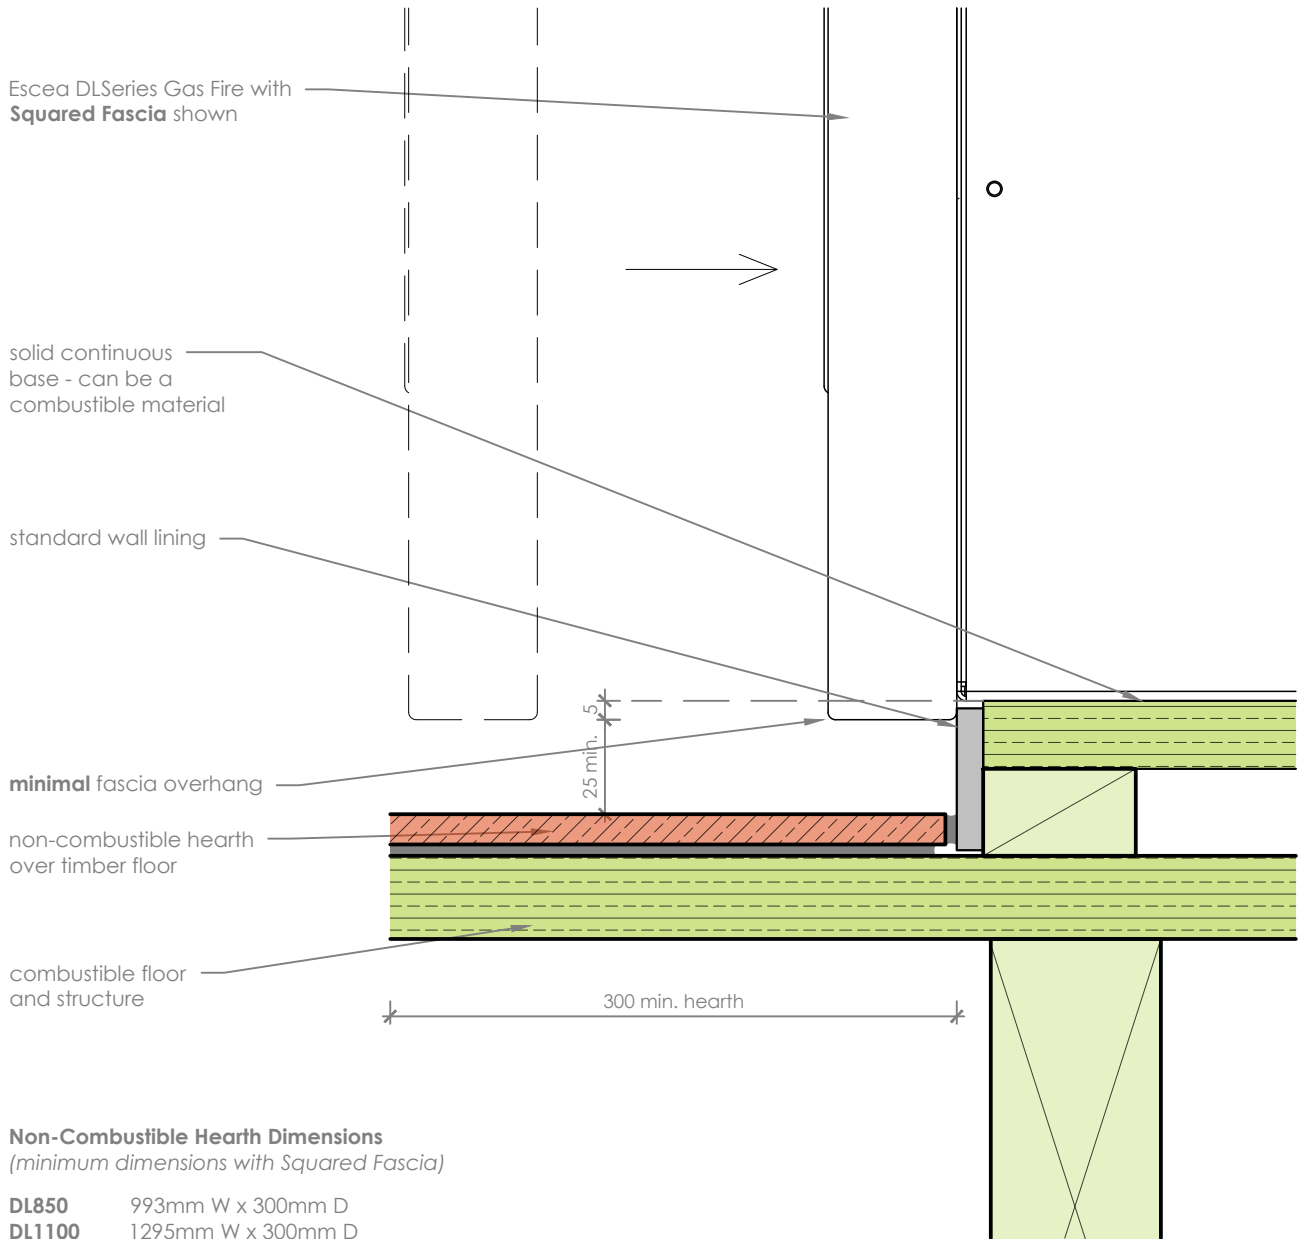 Escea DLSeries Gas Fire with
Squared Fascia shown
solid continuous
base - can be a
combustible material
standard wall lining
5
25 min.
minimal fascia overhang
non-combustible hearth
over timber floor
combustible floor
and structure
300 min. hearth
Non-Combustible Hearth Dimensions
(minimum dimensions with Squared Fascia)
DL850 993mm W x 300mm D
DL1100 1295mm W x 300mm D